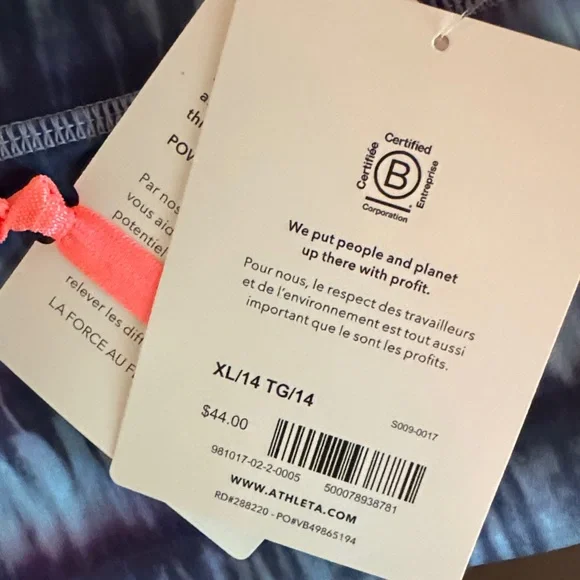 POV
Par nos
vous aid
potentiel
relever les dif
LA FORCE AU F
Certified
Certifiée
B
Entreprise
Corporation
We put people and planet
up there with profit.
Pour nous, le respect des travailleurs
et de l'environnement est tout aussi
important que le sont les profits.
XL/14 TG/14
$44.00
S009-0017
981017-02-2-0005
500078938781
WWW.ATHLETA.COM
RD#288220 - PO#VB49865194